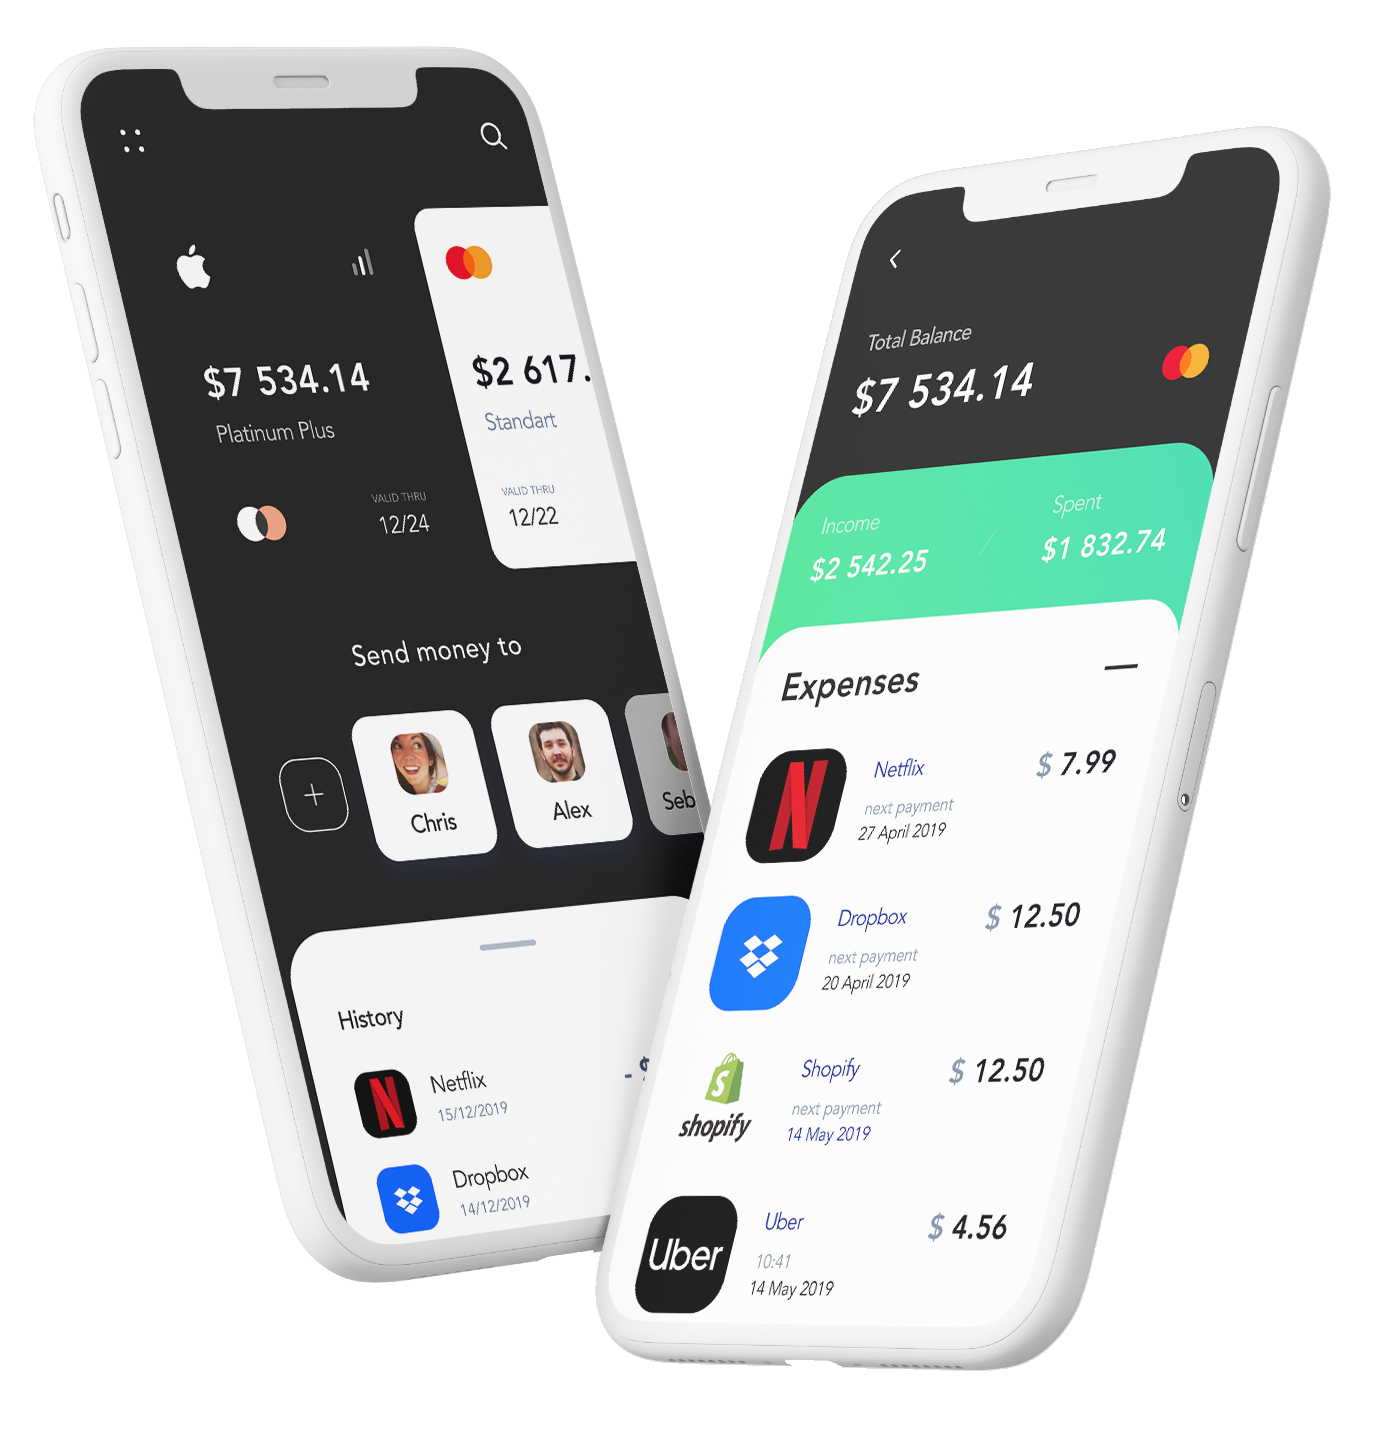 $7 534.14
Platinum Plus
VALID THRU
12/24
$2 617.
Standart
VALID THRU
12/22
Send money to
Chris
Alex
Seb
History
Netflix
15/12/2019
- $
Dropbox
14/12/2019
Total Balance
$7 534.14
Income
$2 542.25
Spent
$1 832.74
Expenses
Netflix
$ 7.99
next payment
27 April 2019
Dropbox
$ 12.50
next payment
20 April 2019
shopify
Shopify
$ 12.50
next payment
14 May 2019
Uber
Uber
$ 4.56
10:41
14 May 2019